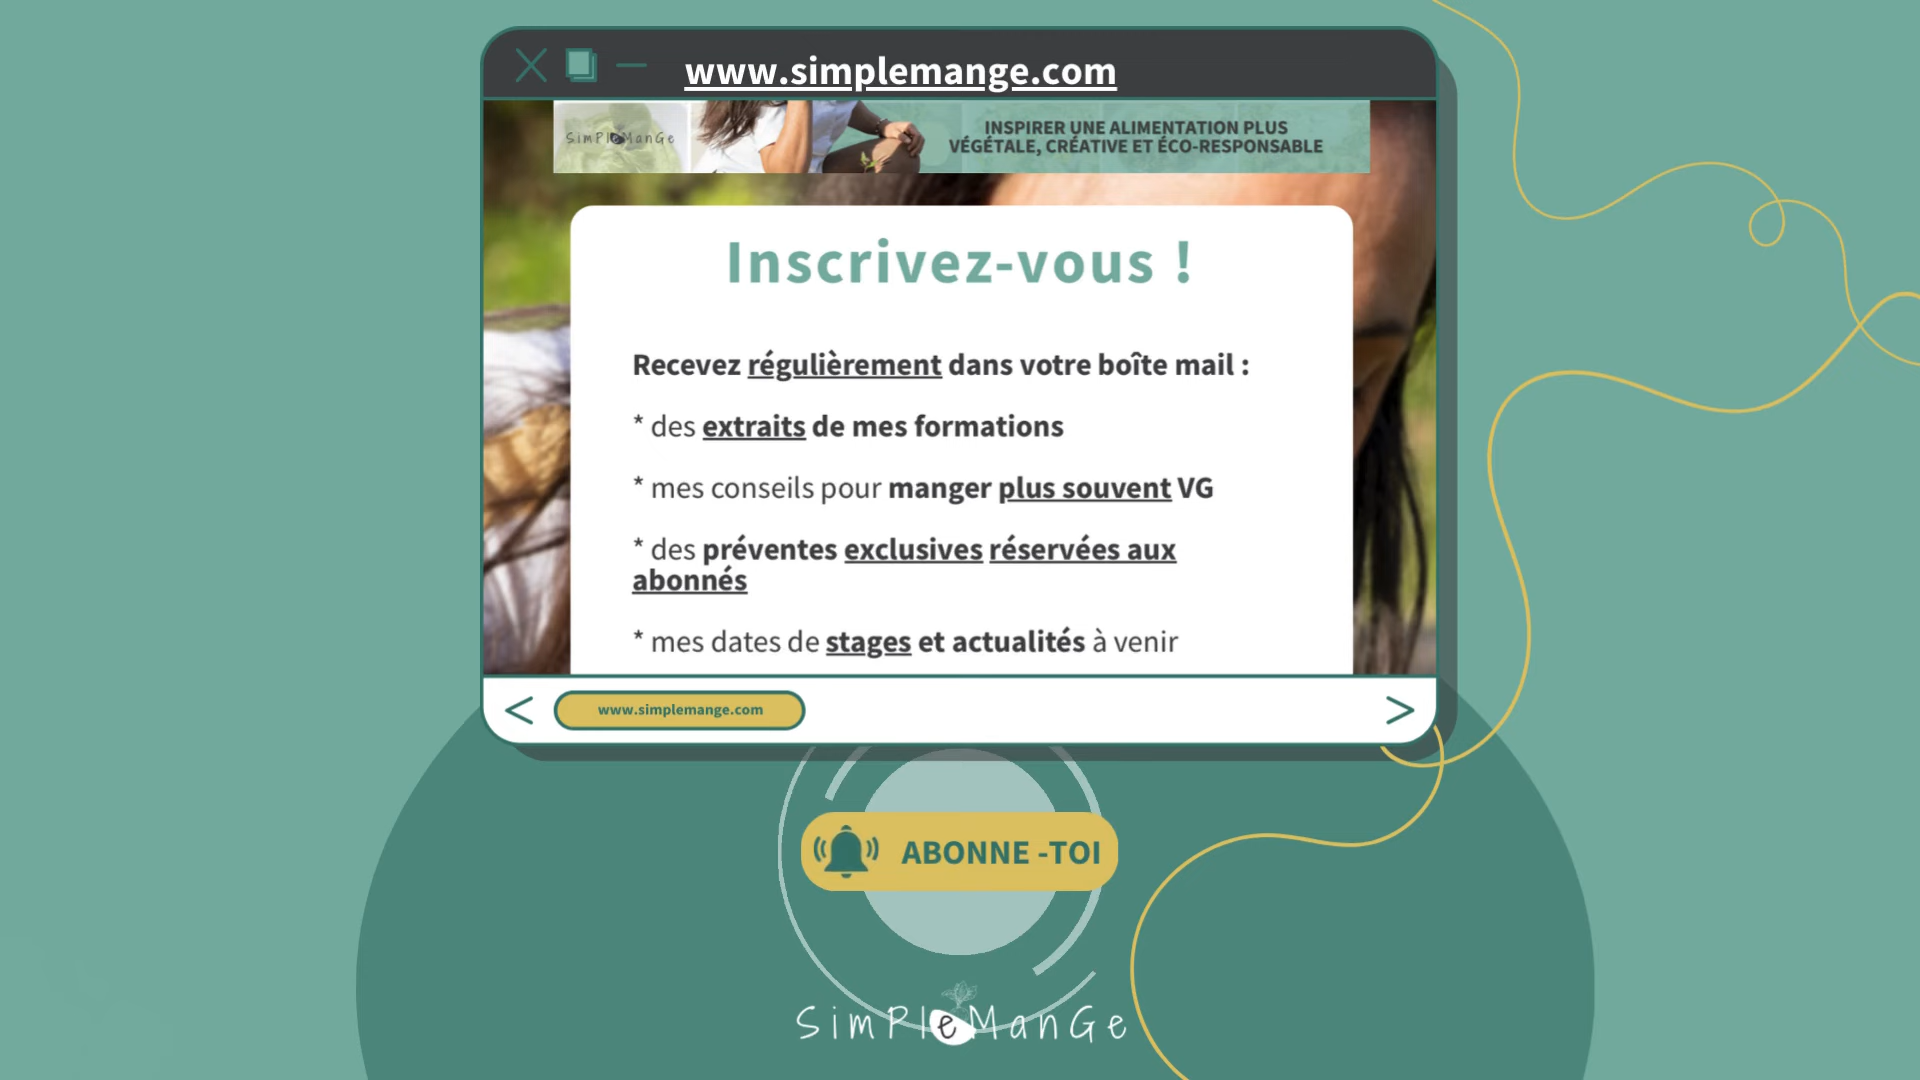 www.simplemange.com
SimPleManGe
INSPIRER UNE ALIMENTATION PLUS
VÉGÉTALE, CRÉATIVE ET ÉCO-RESPONSABLE
Inscrivez-vous !
Recevez régulièrement dans votre boîte mail :
* des extraits de mes formations
* mes conseils pour manger plus souvent VG
* des préventes exclusives réservées aux
abonnés
* mes dates de stages et actualités à venir
www.simplemange.com
ABONNE -TOI
SimPleManGe